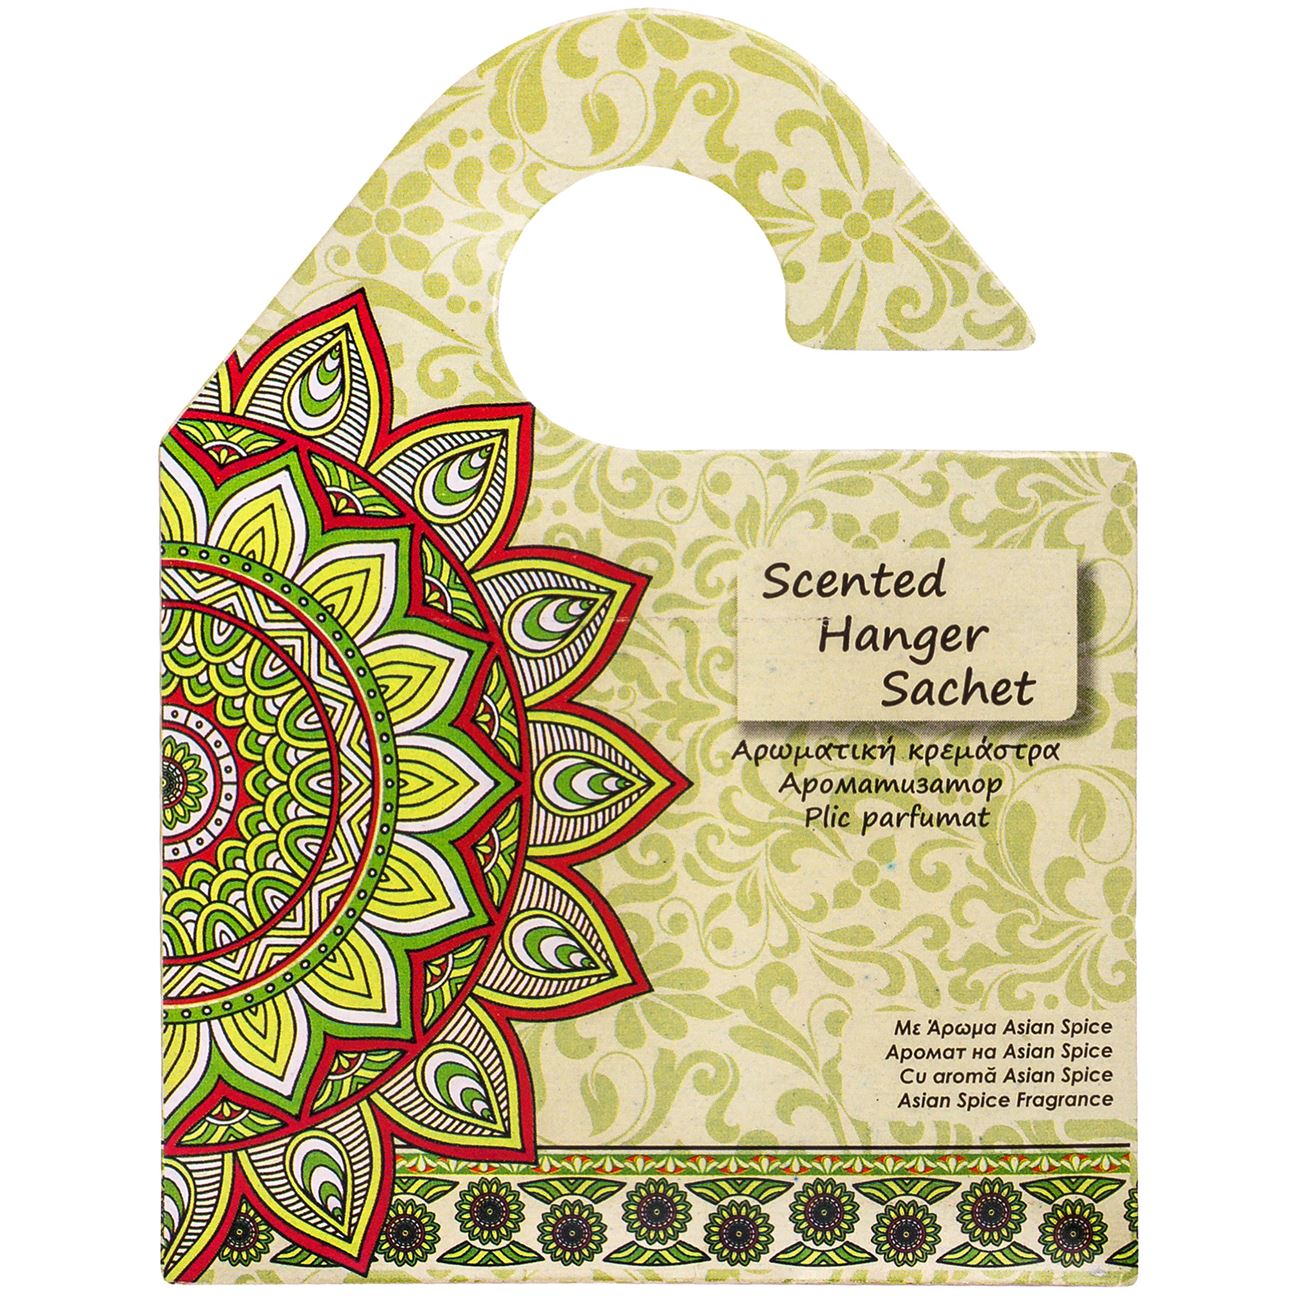 Scented
Hanger
Sachet
Αρωματική κρεμάστρα
Ароматизатор
Plic parfumat
Με Άρωμα Asian Spice
Аромат на Asian Spice
Cu aromă Asian Spice
Asian Spice Fragrance